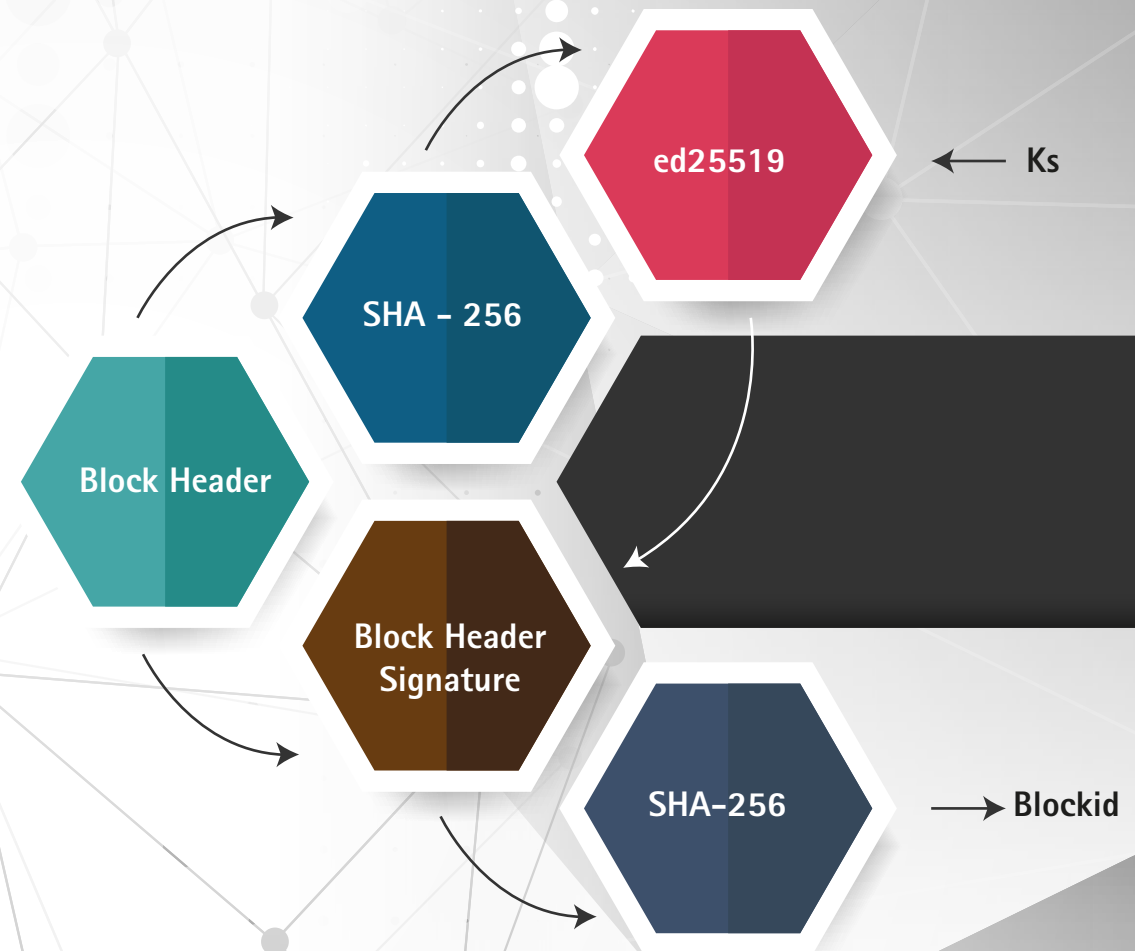 ed25519
Ks
SHA - 256
Block Header
Block Header
Signature
SHA-256
Blockid